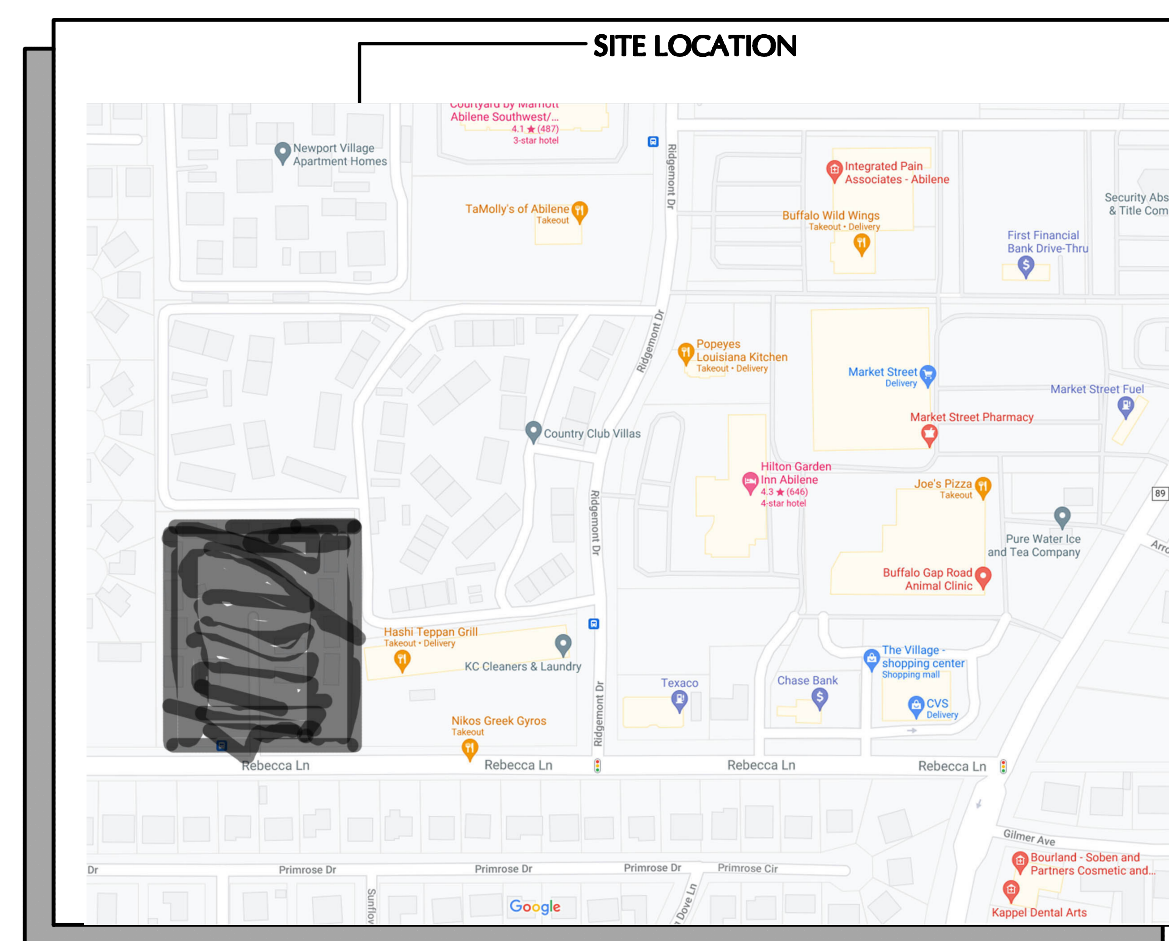 SITE LOCATION
Courtyard by Marriott
Abilene Southwest/...
4.1 ★ (487)
3-star hotel
Newport Village
Apartment Homes
Ridgemont Dr
Integrated Pain
Associates - Abilene
TaMolly's of Abilene
Takeout
Buffalo Wild Wings
Takeout • Delivery
Security Abs
& Title Com
First Financial
Bank Drive-Thru
Ridgemont Dr
Popeyes
Louisiana Kitchen
Takeout • Delivery
Market Street
Delivery
Market Street Fuel
Market Street Pharmacy
Country Club Villas
Hilton Garden
Inn Abilene
4.3 ★ (646)
4-star hotel
Joe's Pizza
Takeout
89
Ridgemont Dr
Pure Water Ice
and Tea Company
Arro
Buffalo Gap Road
Animal Clinic
Hashi Teppan Grill
Takeout • Delivery
KC Cleaners & Laundry
The Village -
shopping center
Shopping mall
Texaco
Chase Bank
CVS
Delivery
Ridgemont Dr
Nikos Greek Gyros
Takeout
Rebecca Ln
Rebecca Ln
Rebecca Ln
Rebecca Ln
Gilmer Ave
Bourland - Soben and
Partners Cosmetic and...
Dr
Primrose Dr
Primrose Dr
Primrose Dr
Primrose Cir
Sunflov
Dove Ln
Google
Kappel Dental Arts